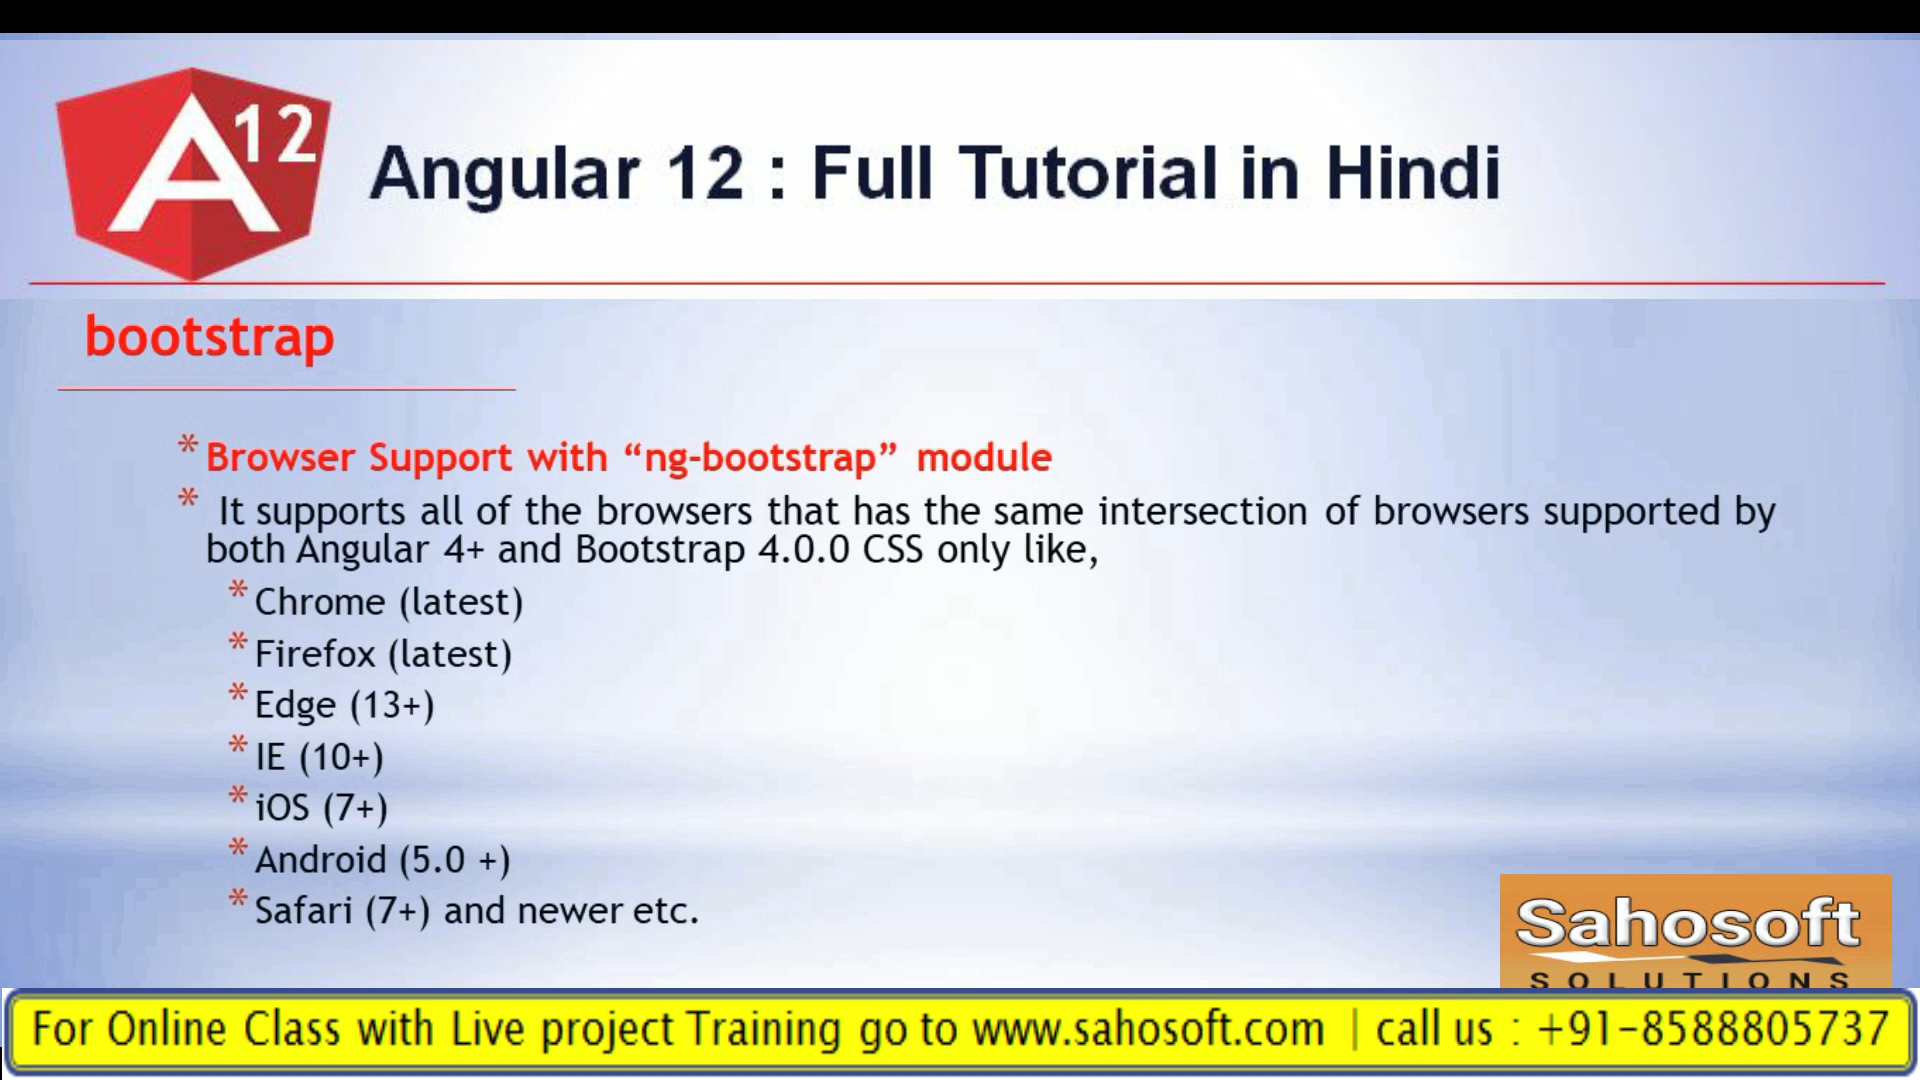 A12
Angular 12 : Full Tutorial in Hindi
bootstrap
* Browser Support with “ng-bootstrap” module
* It supports all of the browsers that has the same intersection of browsers supported by
both Angular 4+ and Bootstrap 4.0.0 CSS only like,
* Chrome (latest)
* Firefox (latest)
* Edge (13+)
* IE (10+)
* iOS (7+)
* Android (5.0 +)
* Safari (7+) and newer etc.
Sahosoft
SOLUTIONS
For Online Class with Live project Training go to www.sahosoft.com | call us : +91-8588805737